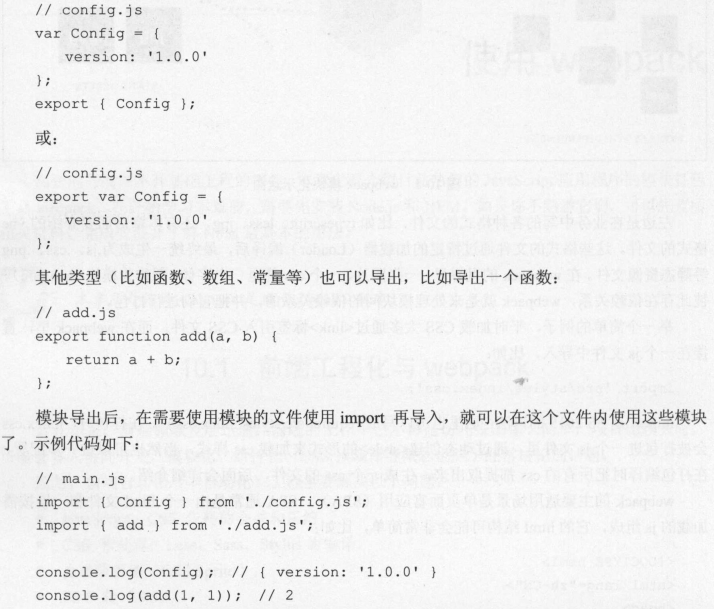 // config.js
var Config = {
version: '1.0.0'
};
export { Config };
或：
// config.js
export var Config = {
version: '1.0.0'
};
其他类型（比如函数、数组、常量等）也可以导出，比如导出一个函数：
// add.js
export function add(a, b) {
return a + b;
};
模块导出后，在需要使用模块的文件使用 import 再导入，就可以在这个文件内使用这些模块
了。示例代码如下：
// main.js
import { Config } from './config.js';
import { add } from './add.js';
console.log(Config); // { version: '1.0.0' }
console.log(add(1, 1)); // 2